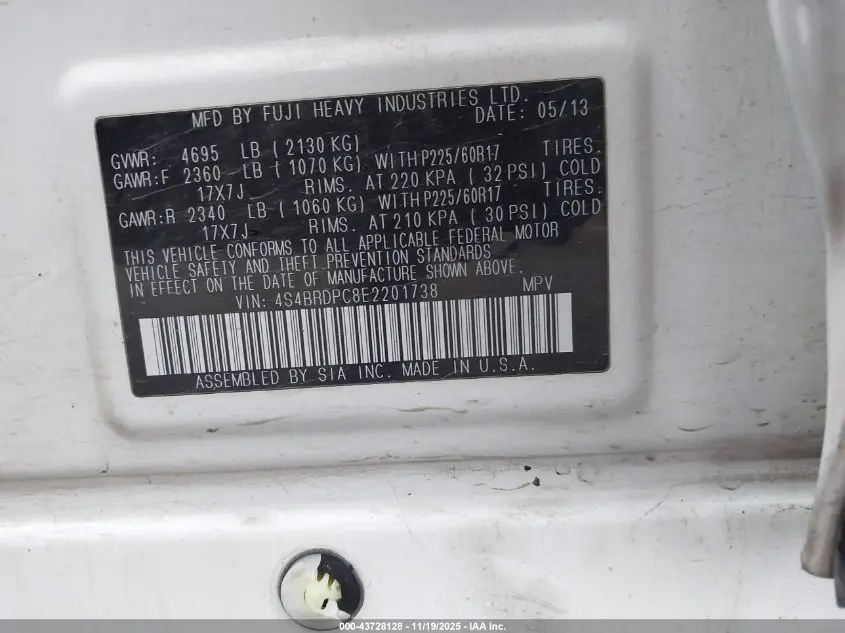 MFD BY FUJI HEAVY INDUSTRIES LTD.
DATE: 05/13
GVWR: 4695 LB ( 2130 KG)
GAWR:F 2360 LB ( 1070 KG) WITH P225/60R17 TIRES.
17X7J RIMS. AT 220 KPA ( 32 PSI) COLD
GAWR:R 2340 LB ( 1060 KG) WITH P225/60R17 TIRES.
17X7J RIMS. AT 210 KPA ( 30 PSI) COLD
THIS VEHICLE CONFORMS TO ALL APPLICABLE FEDERAL MOTOR
VEHICLE SAFETY AND THEFT PREVENTION STANDARDS
IN EFFECT ON THE DATE OF MANUFACTURE SHOWN ABOVE.
VIN: 4S4BRDPC8E2201738 MPV
ASSEMBLED BY SIA INC. MADE IN U.S.A.
000-43728128 - 11/19/2025 - IAA Inc.